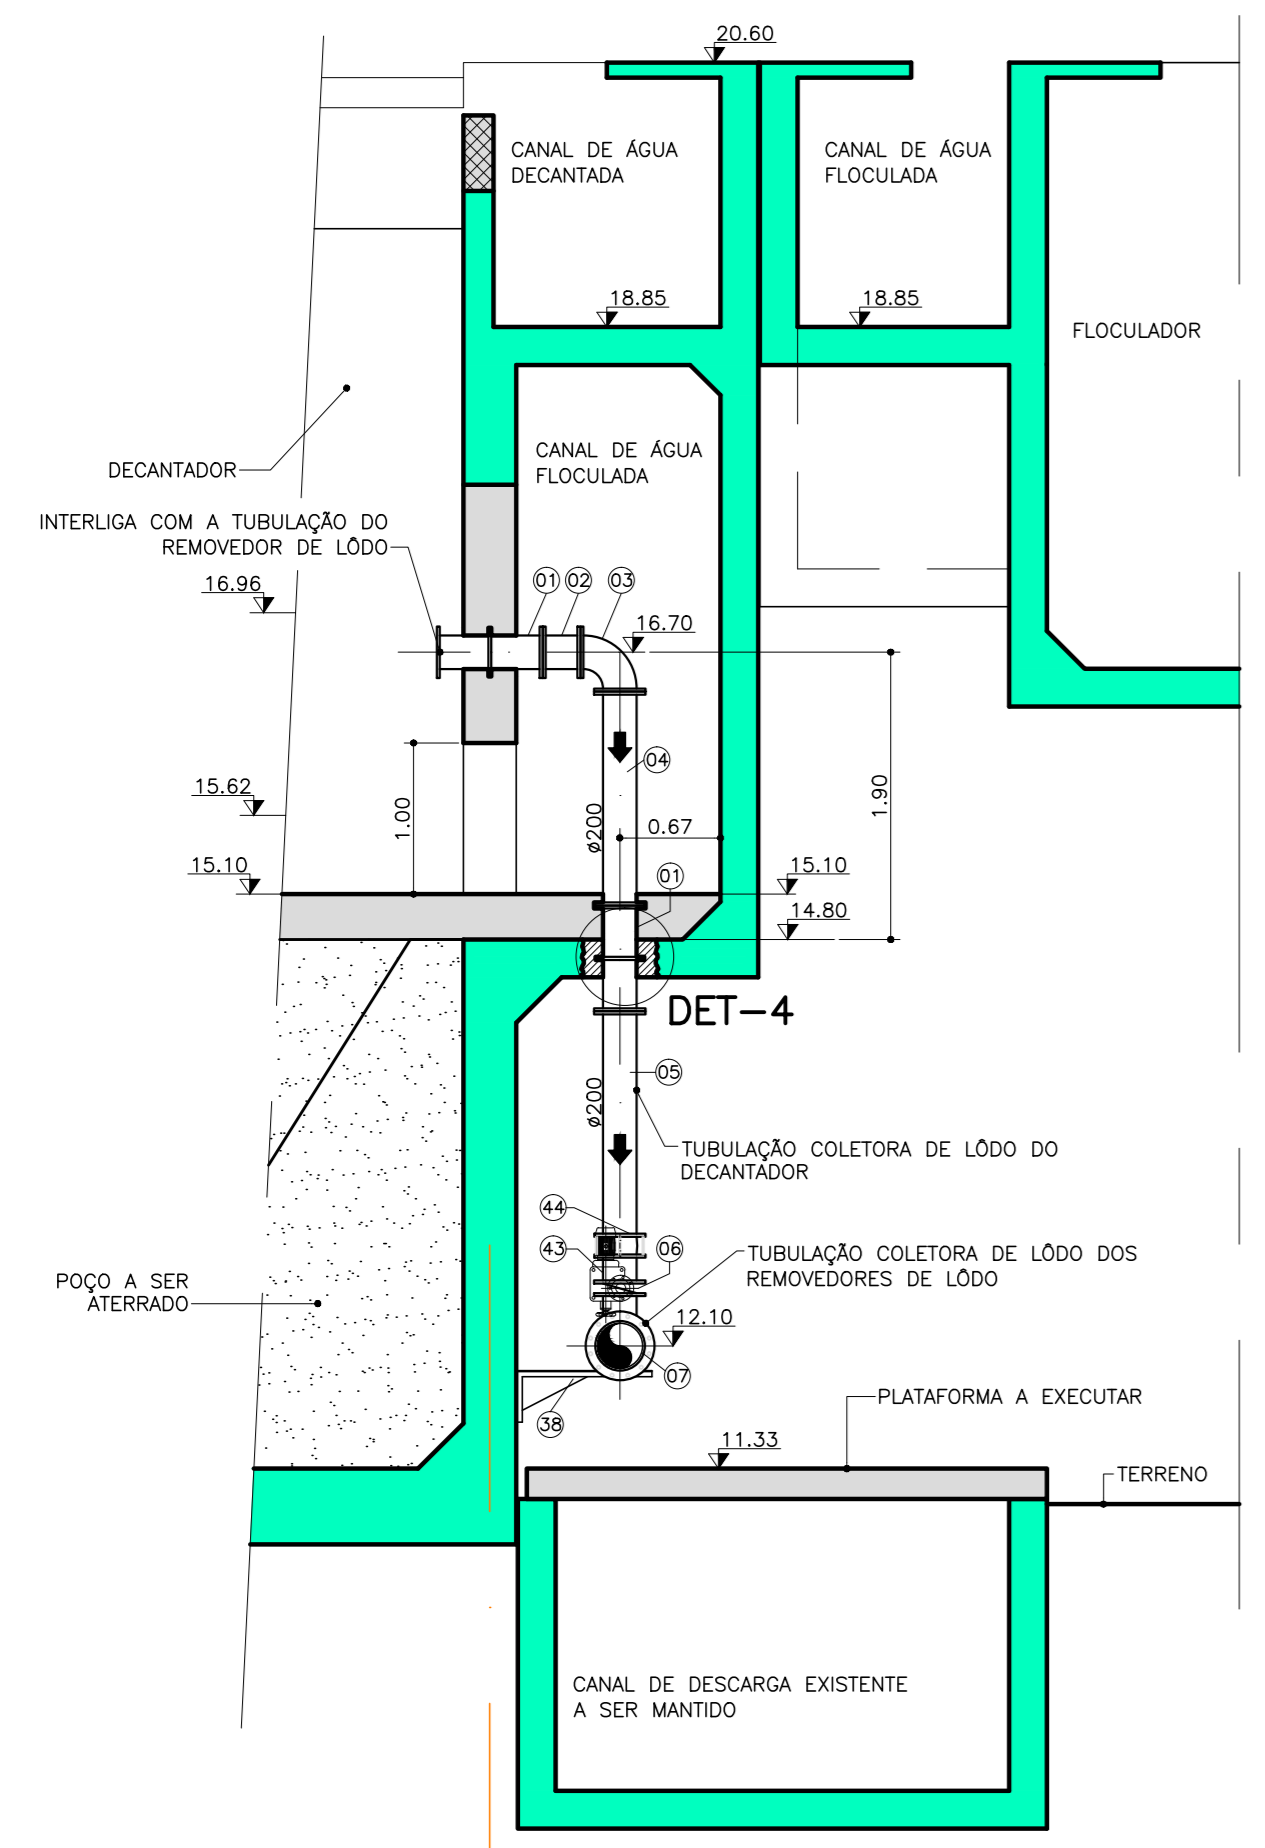 20.60
CANAL DE ÁGUA
DECANTADA
CANAL DE ÁGUA
FLOCULADA
18.85
18.85
FLOCULADOR
CANAL DE ÁGUA
FLOCULADA
DECANTADOR
INTERLIGA COM A TUBULAÇÃO DO
REMOVEDOR DE LÔDO
16.96
01
02
03
16.70
04
15.62
1.00
ø200
0.67
1.90
15.10
01
15.10
14.80
DET-4
05
ø200
TUBULAÇÃO COLETORA DE LÔDO DO
DECANTADOR
44
43
06
TUBULAÇÃO COLETORA DE LÔDO DOS
REMOVEDORES DE LÔDO
POÇO A SER
ATERRADO
12.10
07
38
PLATAFORMA A EXECUTAR
11.33
TERRENO
CANAL DE DESCARGA EXISTENTE
A SER MANTIDO